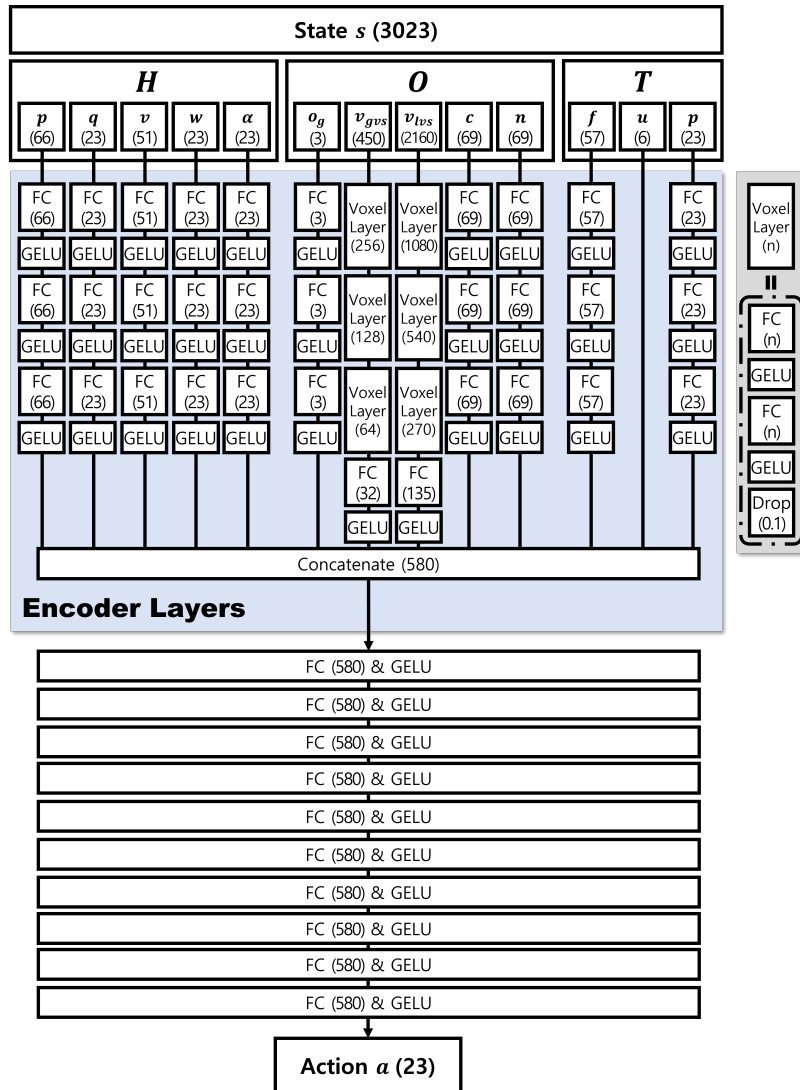 State s (3023)
H O T
p q v w α o_g v_gvs v_lvs c n f u p
(66) (23) (51) (23) (23) (3) (450) (2160) (69) (69) (57) (6) (23)
FC FC FC FC FC FC Voxel Voxel FC FC FC FC Voxel
(66) (23) (51) (23) (23) (3) Layer Layer (69) (69) (57) (23) Layer
GELU GELU GELU GELU GELU GELU (256) (1080) GELU GELU GELU GELU (n)
=
FC FC FC FC FC FC Voxel Voxel FC FC FC FC FC
(66) (23) (51) (23) (23) (3) Layer Layer (69) (69) (57) (23) (n)
GELU GELU GELU GELU GELU GELU (128) (540) GELU GELU GELU GELU GELU
FC FC FC FC FC FC Voxel Voxel FC FC FC FC FC
(66) (23) (51) (23) (23) (3) Layer Layer (69) (69) (57) (23) (n)
GELU GELU GELU GELU GELU GELU (64) (270) GELU GELU GELU GELU GELU
FC FC Drop
(32) (135) (0.1)
GELU GELU
Concatenate (580)
Encoder Layers
FC (580) & GELU
FC (580) & GELU
FC (580) & GELU
FC (580) & GELU
FC (580) & GELU
FC (580) & GELU
FC (580) & GELU
FC (580) & GELU
FC (580) & GELU
FC (580) & GELU
Action a (23)